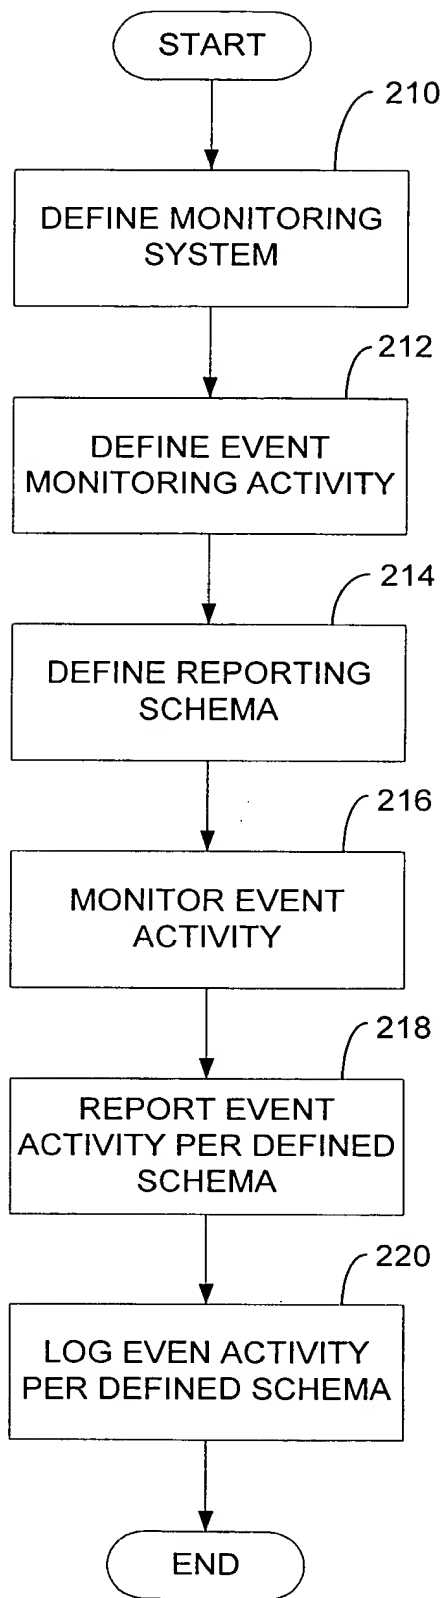 START
210
DEFINE MONITORING
SYSTEM
212
DEFINE EVENT
MONITORING ACTIVITY
214
DEFINE REPORTING
SCHEMA
216
MONITOR EVENT
ACTIVITY
218
REPORT EVENT
ACTIVITY PER DEFINED
SCHEMA
220
LOG EVEN ACTIVITY
PER DEFINED SCHEMA
END